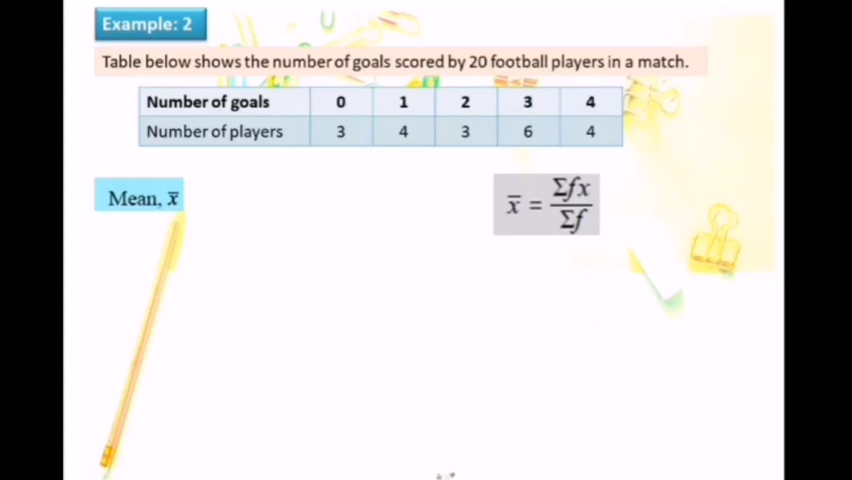 Example: 2
Table below shows the number of goals scored by 20 football players in a match.
Number of goals 0 1 2 3 4
Number of players 3 4 3 6 4
Mean, x̅
x̅ = Σfx / Σf